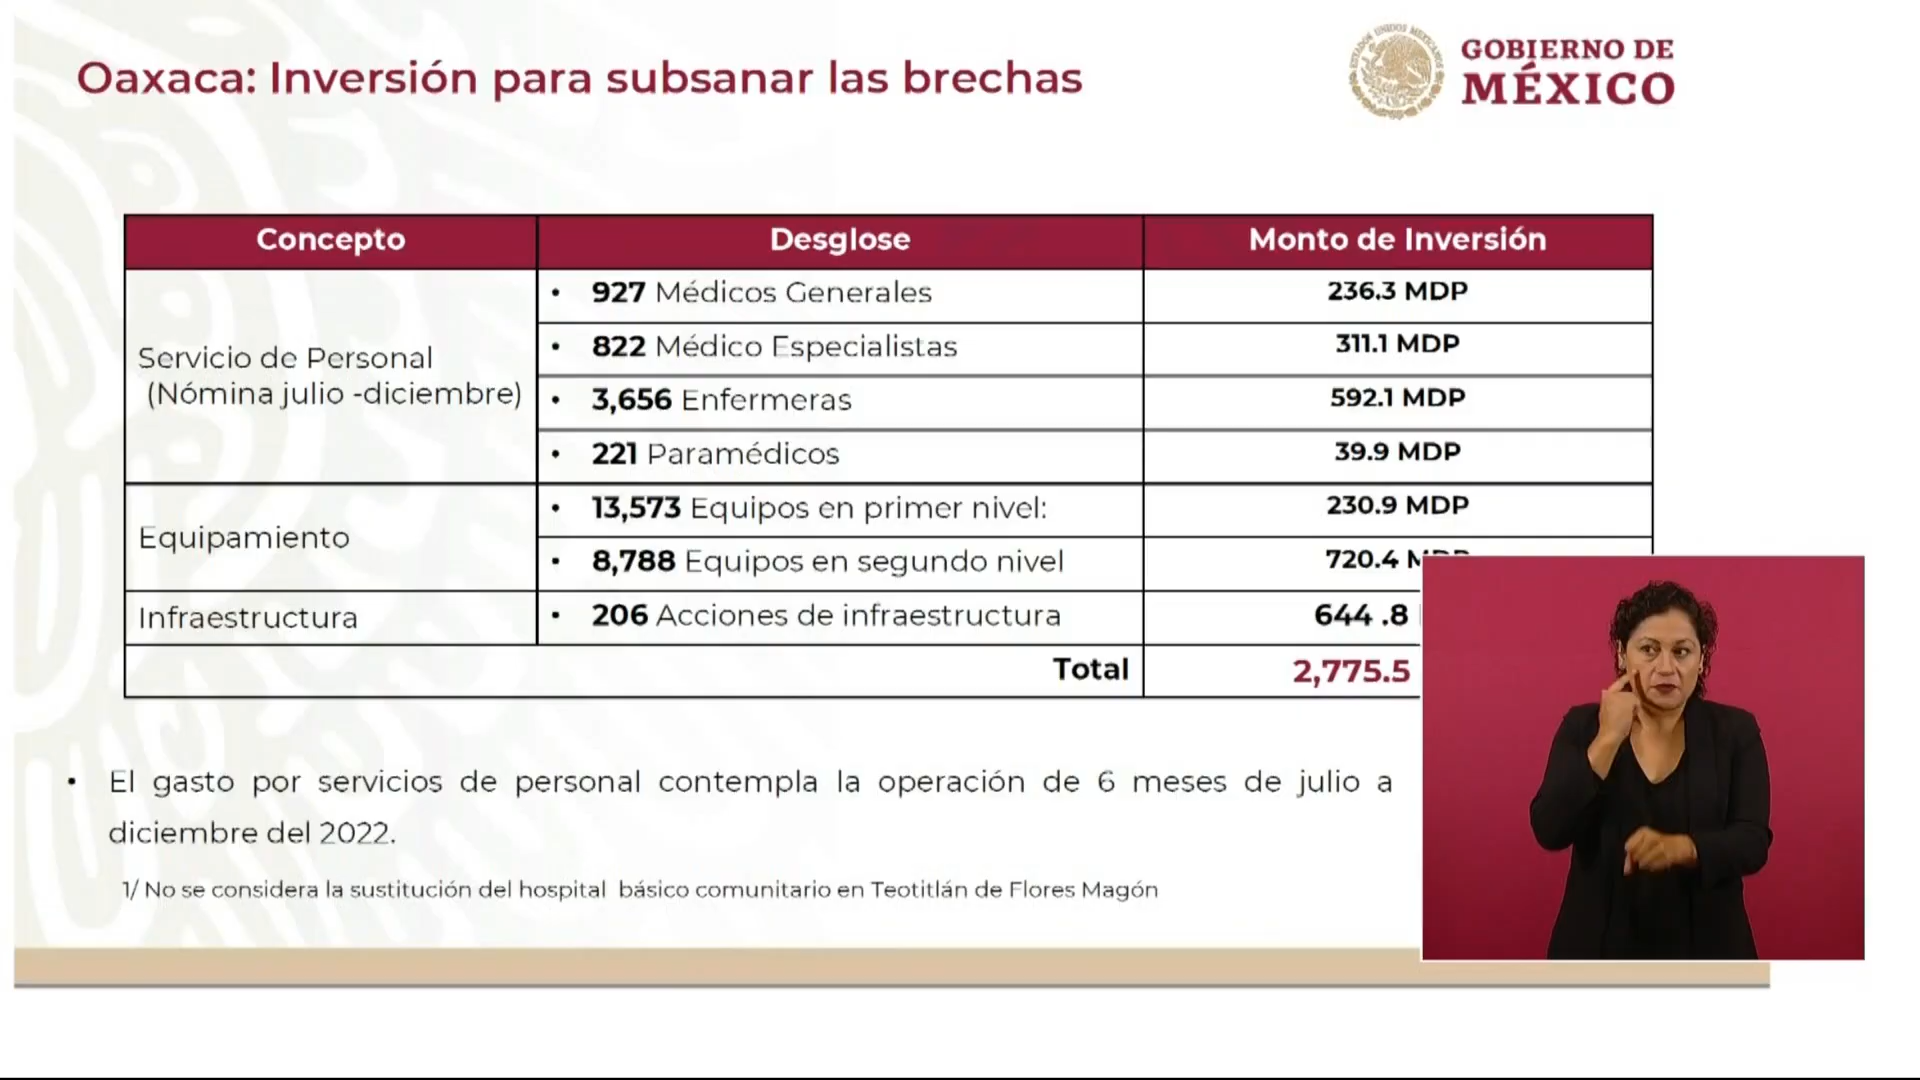 Oaxaca: Inversión para subsanar las brechas
GOBIERNO DE
MÉXICO
Concepto Desglose Monto de Inversión
Servicio de Personal
(Nómina julio -diciembre)
• 927 Médicos Generales 236.3 MDP
• 822 Médico Especialistas 311.1 MDP
• 3,656 Enfermeras 592.1 MDP
• 221 Paramédicos 39.9 MDP
Equipamiento
• 13,573 Equipos en primer nivel: 230.9 MDP
• 8,788 Equipos en segundo nivel 720.4 MDP
Infraestructura • 206 Acciones de infraestructura 644 .8
Total 2,775.5
• El gasto por servicios de personal contempla la operación de 6 meses de julio a
diciembre del 2022.
1/ No se considera la sustitución del hospital básico comunitario en Teotitlán de Flores Magón